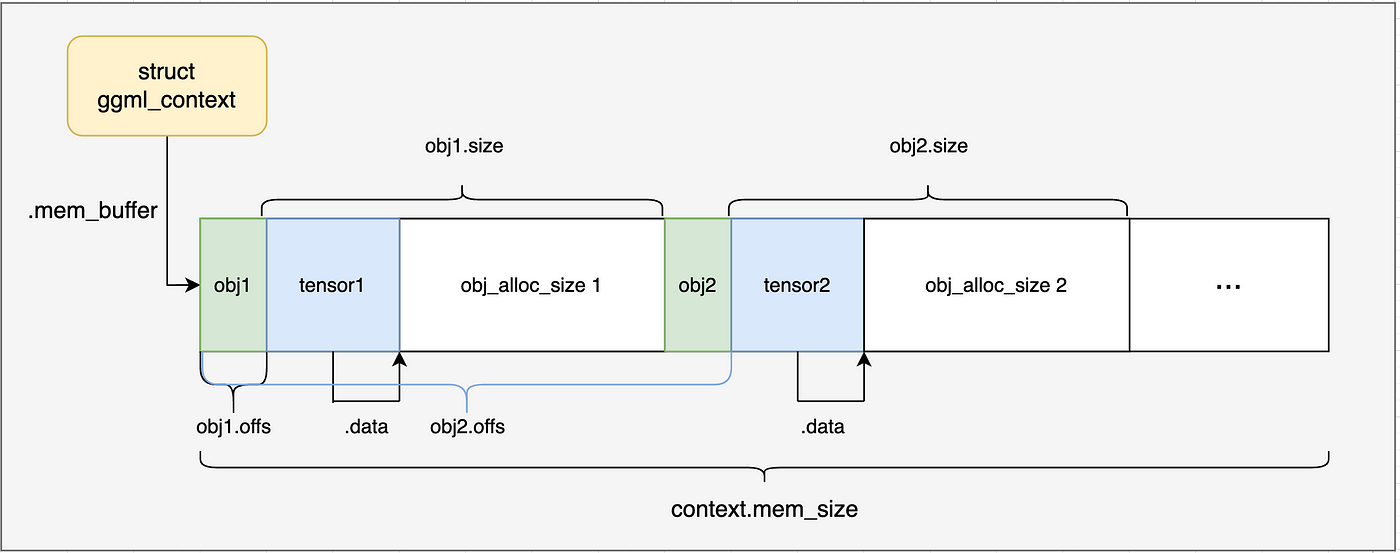 struct
ggml_context
obj1.size
obj2.size
.mem_buffer
obj1
tensor1
obj_alloc_size 1
obj2
tensor2
obj_alloc_size 2
...
obj1.offs
.data
obj2.offs
.data
context.mem_size